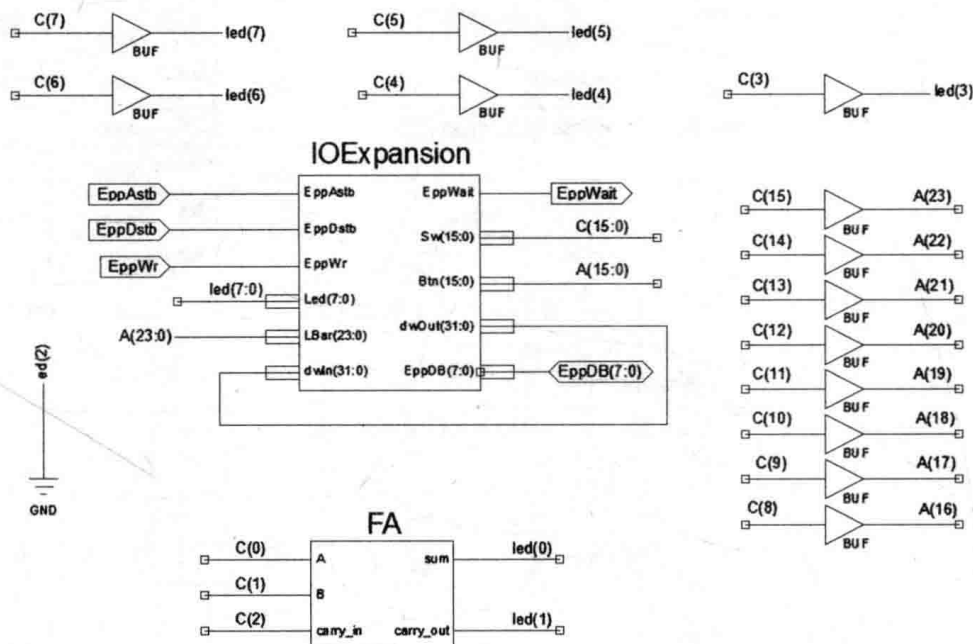 C(7) BUF led(7)
C(5) BUF led(5)
C(6) BUF led(6)
C(4) BUF led(4)
C(3) BUF led(3)
IOExpansion
EppAstb EppAstb EppWait EppWait
EppDstb EppDstb Sw(15:0) C(15:0)
EppWr EppWr Btn(15:0) A(15:0)
led(7:0) Led(7:0) dwOut(31:0)
A(23:0) LBar(23:0)
dwIn(31:0) EppDB(7:0) EppDB(7:0)
C(15) BUF A(23)
C(14) BUF A(22)
C(13) BUF A(21)
C(12) BUF A(20)
C(11) BUF A(19)
C(10) BUF A(18)
C(9) BUF A(17)
C(8) BUF A(16)
ed(2)
GND
FA
C(0) A sum led(0)
C(1) B
C(2) carry_in carry_out led(1)